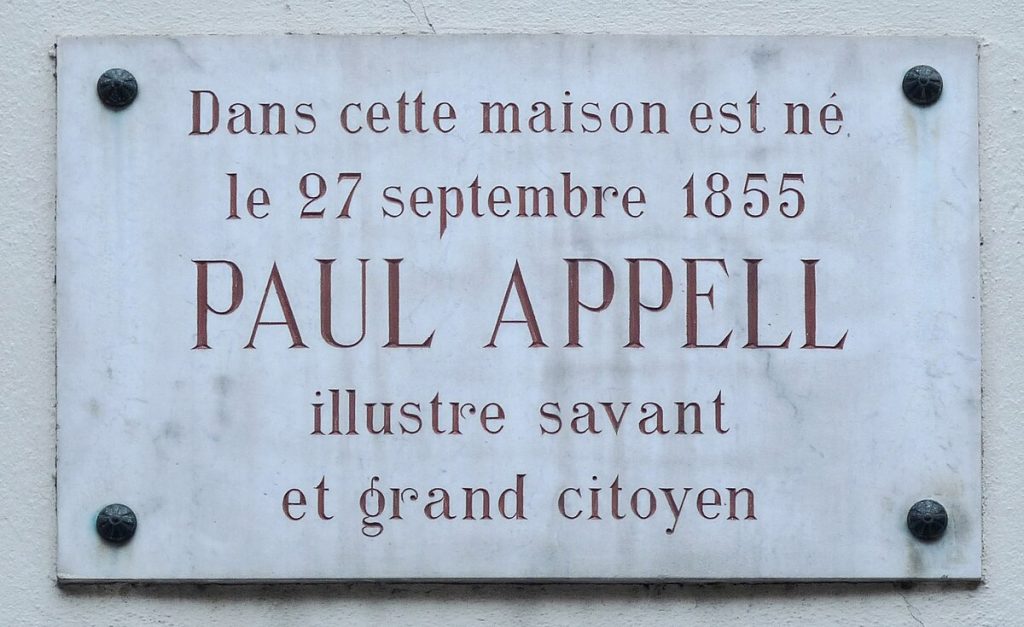 Dans cette maison est né
le 27 septembre 1855
PAUL APPELL
illustre savant
et grand citoyen